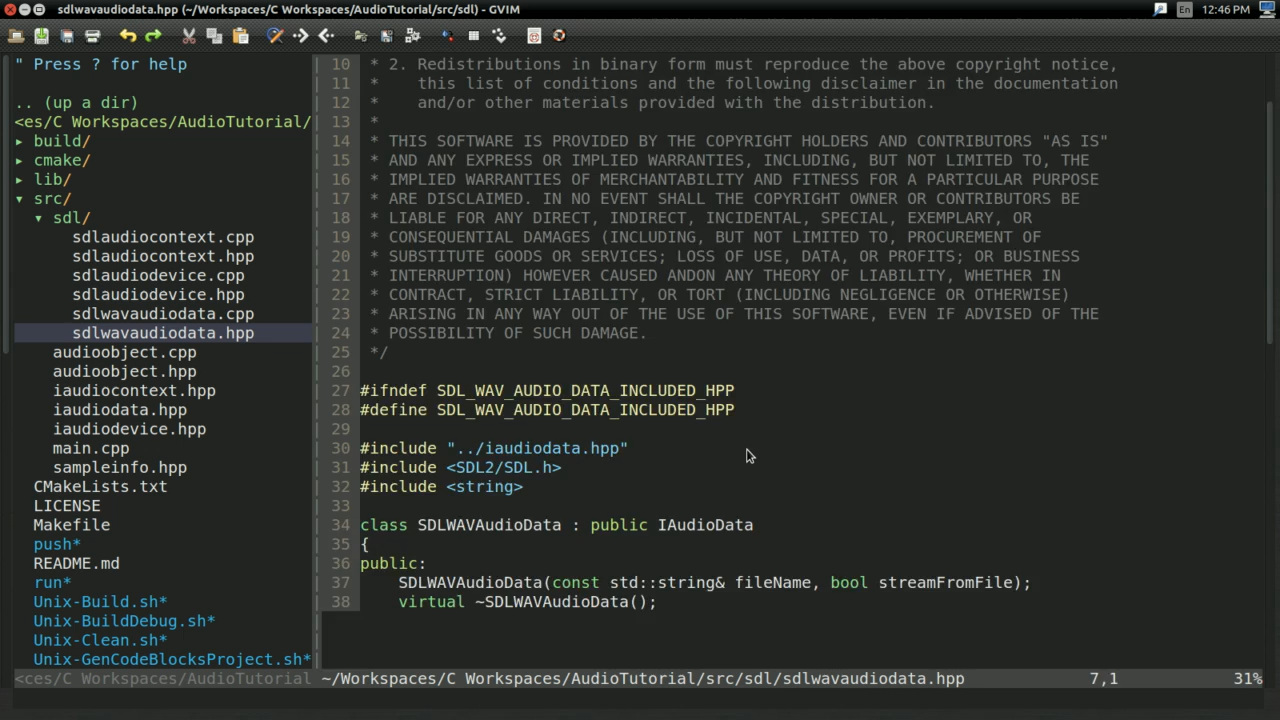 sdlwavaudiodata.hpp (~/Workspaces/C Workspaces/AudioTutorial/src/sdl) - GVIM
En
12:46 PM
" Press ? for help
.. (up a dir)
<es/C Workspaces/AudioTutorial/
▸ build/
▸ cmake/
▸ lib/
▾ src/
▾ sdl/
sdlaudiocontext.cpp
sdlaudiocontext.hpp
sdlaudiodevice.cpp
sdlaudiodevice.hpp
sdlwavaudiodata.cpp
sdlwavaudiodata.hpp
audioobject.cpp
audioobject.hpp
iaudiocontext.hpp
iaudiodata.hpp
iaudiodevice.hpp
main.cpp
sampleinfo.hpp
CMakeLists.txt
LICENSE
Makefile
push*
README.md
run*
Unix-Build.sh*
Unix-BuildDebug.sh*
Unix-Clean.sh*
Unix-GenCodeBlocksProject.sh*
10  * 2. Redistributions in binary form must reproduce the above copyright notice,
11  *    this list of conditions and the following disclaimer in the documentation
12  *    and/or other materials provided with the distribution.
13  *
14  * THIS SOFTWARE IS PROVIDED BY THE COPYRIGHT HOLDERS AND CONTRIBUTORS "AS IS"
15  * AND ANY EXPRESS OR IMPLIED WARRANTIES, INCLUDING, BUT NOT LIMITED TO, THE
16  * IMPLIED WARRANTIES OF MERCHANTABILITY AND FITNESS FOR A PARTICULAR PURPOSE
17  * ARE DISCLAIMED. IN NO EVENT SHALL THE COPYRIGHT OWNER OR CONTRIBUTORS BE
18  * LIABLE FOR ANY DIRECT, INDIRECT, INCIDENTAL, SPECIAL, EXEMPLARY, OR
19  * CONSEQUENTIAL DAMAGES (INCLUDING, BUT NOT LIMITED TO, PROCUREMENT OF
20  * SUBSTITUTE GOODS OR SERVICES; LOSS OF USE, DATA, OR PROFITS; OR BUSINESS
21  * INTERRUPTION) HOWEVER CAUSED ANDON ANY THEORY OF LIABILITY, WHETHER IN
22  * CONTRACT, STRICT LIABILITY, OR TORT (INCLUDING NEGLIGENCE OR OTHERWISE)
23  * ARISING IN ANY WAY OUT OF THE USE OF THIS SOFTWARE, EVEN IF ADVISED OF THE
24  * POSSIBILITY OF SUCH DAMAGE.
25  */
26
27 #ifndef SDL_WAV_AUDIO_DATA_INCLUDED_HPP
28 #define SDL_WAV_AUDIO_DATA_INCLUDED_HPP
29
30 #include "../iaudiodata.hpp"
31 #include <SDL2/SDL.h>
32 #include <string>
33
34 class SDLWAVAudioData : public IAudioData
35 {
36 public:
37     SDLWAVAudioData(const std::string& fileName, bool streamFromFile);
38     virtual ~SDLWAVAudioData();
<ces/C Workspaces/AudioTutorial ~/Workspaces/C Workspaces/AudioTutorial/src/sdl/sdlwavaudiodata.hpp 7,1 31%